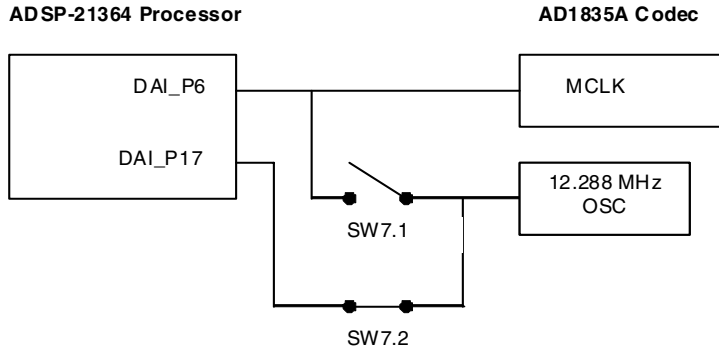 ADSP-21364 Processor
AD1835A Codec
DAI_P6
MCLK
DAI_P17
12.288 MHz
OSC
SW7.1
SW7.2